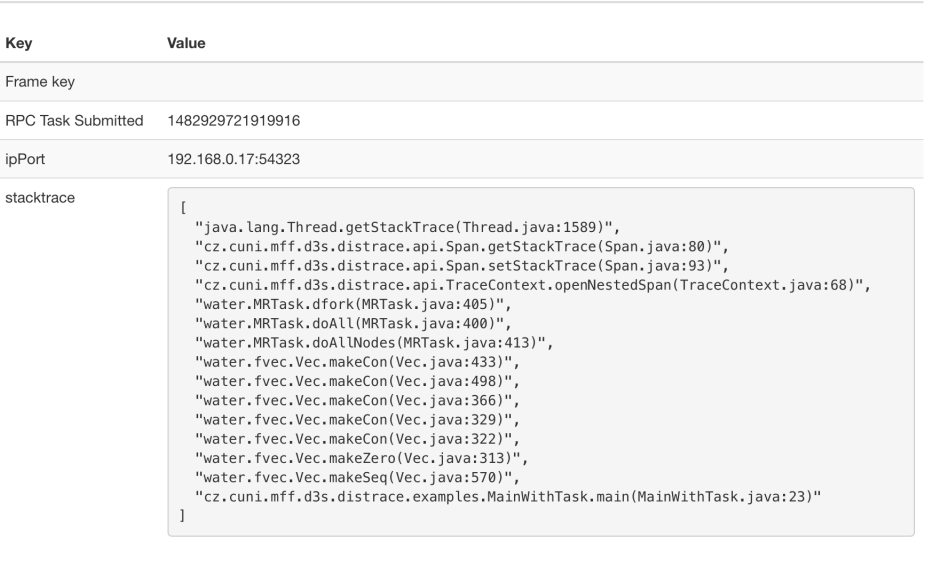 Key Value
Frame key
RPC Task Submitted 1482929721919916
ipPort 192.168.0.17:54323
stacktrace
[
"java.lang.Thread.getStackTrace(Thread.java:1589)",
"cz.cuni.mff.d3s.distrace.api.Span.getStackTrace(Span.java:80)",
"cz.cuni.mff.d3s.distrace.api.Span.setStackTrace(Span.java:93)",
"cz.cuni.mff.d3s.distrace.api.TraceContext.openNestedSpan(TraceContext.java:68)",
"water.MRTask.dfork(MRTask.java:405)",
"water.MRTask.doAll(MRTask.java:400)",
"water.MRTask.doAllNodes(MRTask.java:413)",
"water.fvec.Vec.makeCon(Vec.java:433)",
"water.fvec.Vec.makeCon(Vec.java:498)",
"water.fvec.Vec.makeCon(Vec.java:366)",
"water.fvec.Vec.makeCon(Vec.java:329)",
"water.fvec.Vec.makeCon(Vec.java:322)",
"water.fvec.Vec.makeZero(Vec.java:313)",
"water.fvec.Vec.makeSeq(Vec.java:570)",
"cz.cuni.mff.d3s.distrace.examples.MainWithTask.main(MainWithTask.java:23)"
]